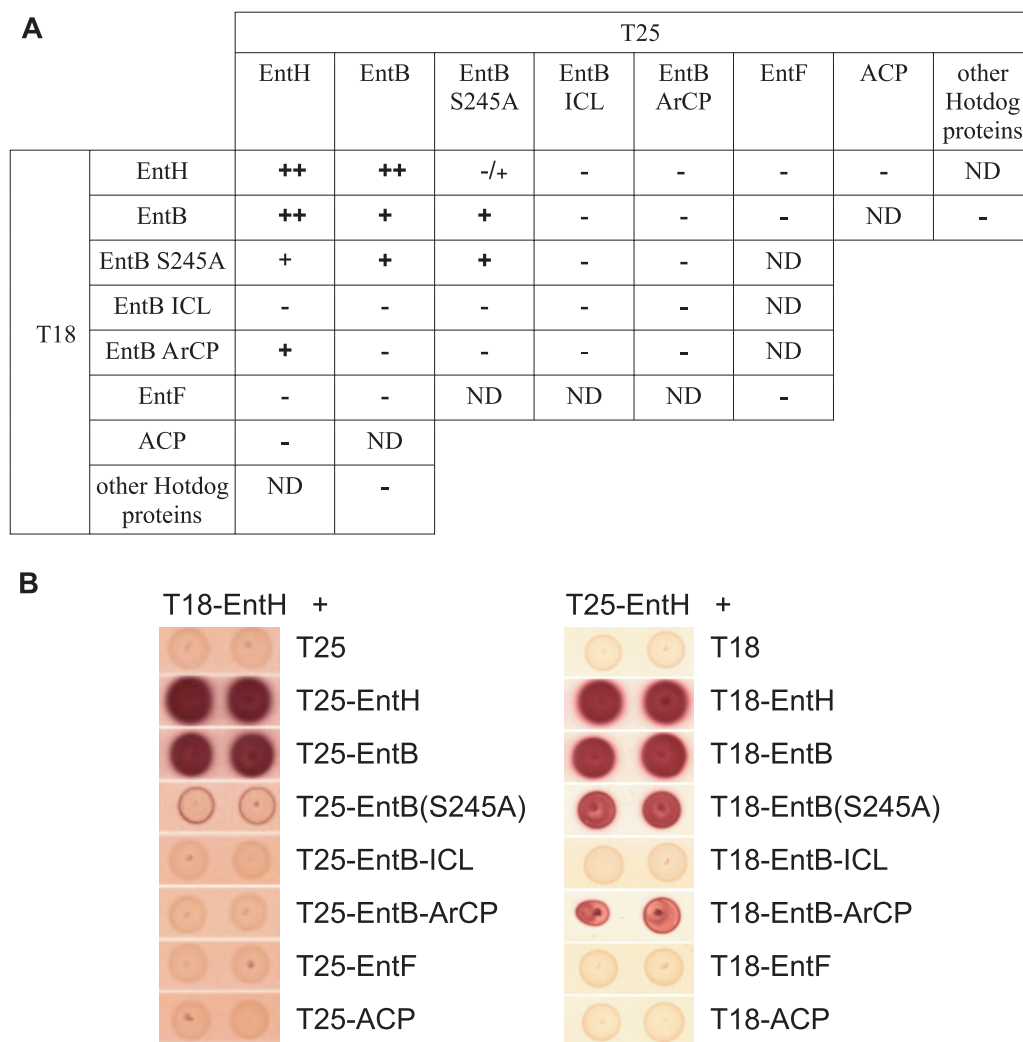 A
T25
EntH EntB EntB S245A EntB ICL EntB ArCP EntF ACP other Hotdog proteins
T18
EntH ++ ++ -/+ - - - - ND
EntB ++ + + - - - ND -
EntB S245A + + + - - ND
EntB ICL - - - - - ND
EntB ArCP + - - - - ND
EntF - - ND ND ND -
ACP - ND
other Hotdog proteins ND -
B
T18-EntH +
T25
T25-EntH
T25-EntB
T25-EntB(S245A)
T25-EntB-ICL
T25-EntB-ArCP
T25-EntF
T25-ACP
T25-EntH +
T18
T18-EntH
T18-EntB
T18-EntB(S245A)
T18-EntB-ICL
T18-EntB-ArCP
T18-EntF
T18-ACP